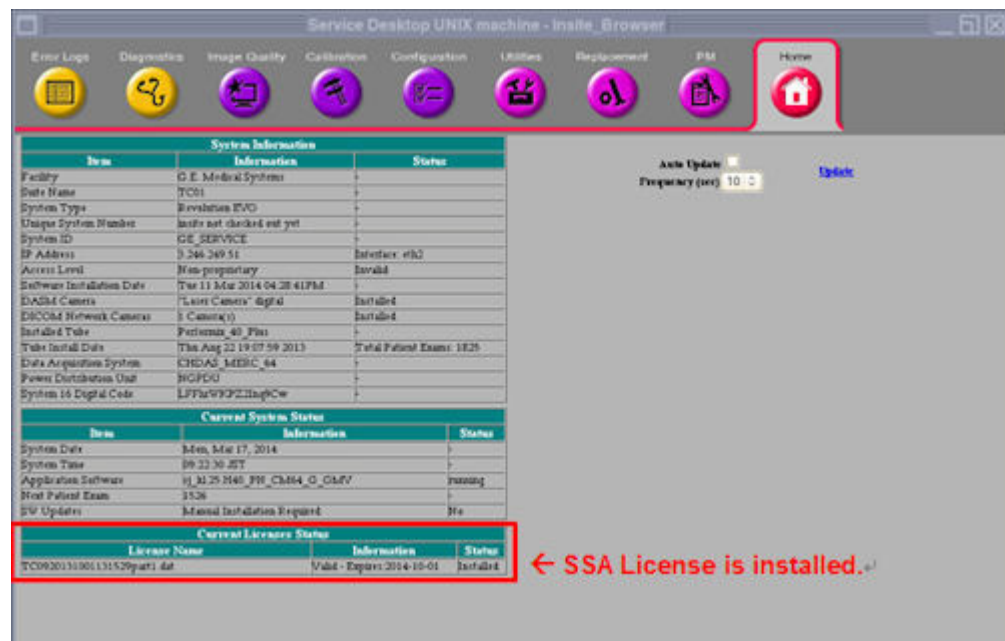 Service Desktop UNIX machine - Insite_Browser
Error Logs Diagnostics Image Quality Calibration Configuration Utilities Replacement PM Home
System Information
Item Information Status
Facility G.E. Medical Systems -
Suite Name TC01 -
System Type Revolution EVO -
Unique System Number insite not checked out yet -
System ID GE_SERVICE -
IP Address 3.246.249.51 Interface: eth2
Access Level Non-proprietary Invalid
Software Installation Date Tue 11 Mar 2014 04:28:41PM -
DASM Camera "Laser Camera" digital Installed
DICOM Network Cameras 1 Camera(s) Installed
Installed Tube Performix_40_Plus -
Tube Install Date Thu Aug 22 19:07:59 2013 Total Patient Exams: 1825
Data Acquisition System CHDAS_MERC_64 -
Power Distribution Unit NGPDU -
System 16 Digital Code -
Auto Update
Frequency (sec) 10
Update
Current System Status
Item Information Status
System Date Mon, Mar 17, 2014 -
System Time 09:22:30 JST -
Application Software running
Next Patient Exam 1526 -
SW Updates Manual Installation Required No
Current Licenses Status
License Name Information Status
Valid - Expires:2014-10-01 Installed
← SSA License is installed.↵